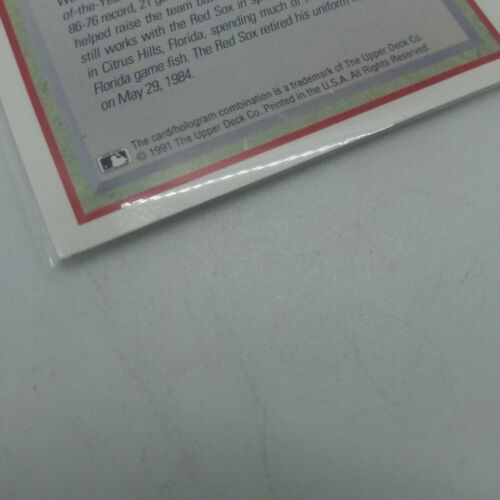 of-the-Year
86-76 record, 21 
helped raise the team
still works with the Red Sox in
in Citrus Hills, Florida, spending much of
Florida game fish. The Red Sox retired his uniform
on May 29, 1984.
The card/hologram combination is a trademark of The Upper Deck Co.
© 1991 The Upper Deck Co. Printed in the U.S.A. All Rights Reserved.